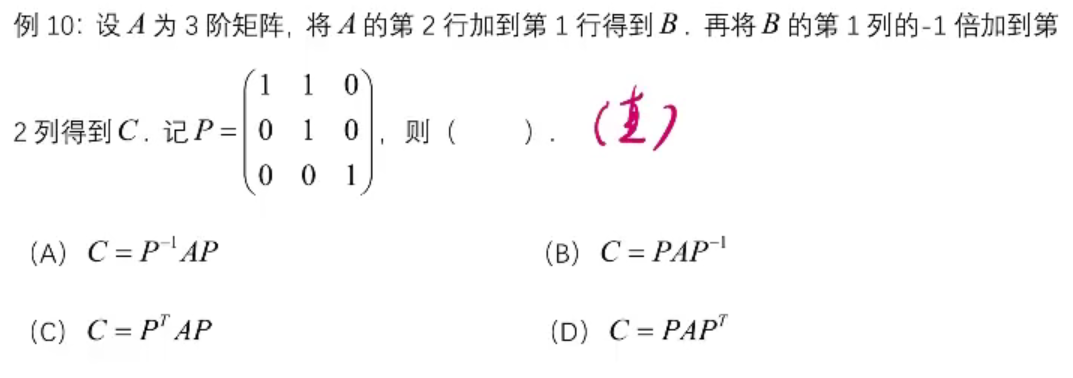 例 10：设 A 为 3 阶矩阵，将 A 的第 2 行加到第 1 行得到 B．再将 B 的第 1 列的-1 倍加到第
2 列得到 C．记 P = \begin{pmatrix} 1 & 1 & 0 \\ 0 & 1 & 0 \\ 0 & 0 & 1 \end{pmatrix}，则（ ）．
（A） C = P^{-1}AP （B） C = PAP^{-1}
（C） C = P^{T}AP （D） C = PAP^{T}